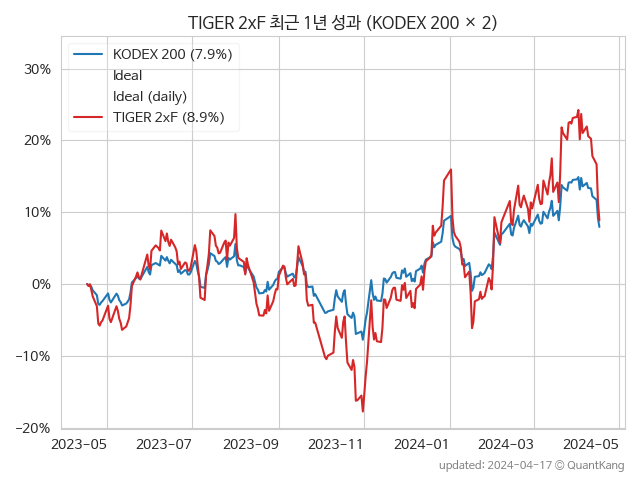 TIGER 2xF 최근 1년 성과 (KODEX 200 × 2)
KODEX 200 (7.9%)
Ideal
Ideal (daily)
TIGER 2xF (8.9%)
30%
20%
10%
0%
−10%
−20%
2023-05 2023-07 2023-09 2023-11 2024-01 2024-03 2024-05
updated: 2024-04-17 © QuantKang